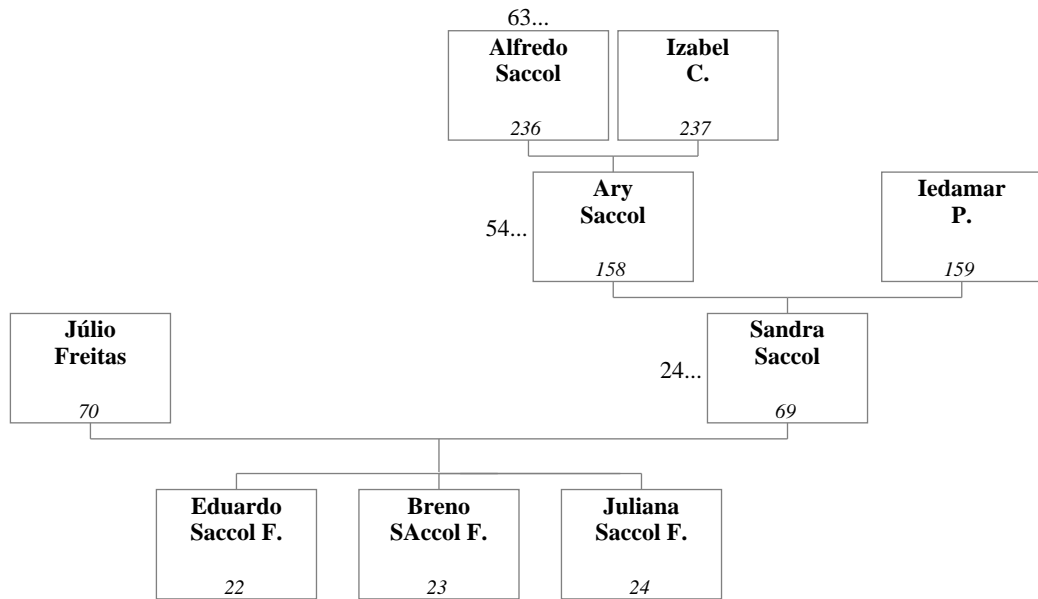 63...
Alfredo
Saccol
236
Izabel
C.
237
54...
Ary
Saccol
158
Iedamar
P.
159
Júlio
Freitas
70
24...
Sandra
Saccol
69
Eduardo
Saccol F.
22
Breno
SAccol F.
23
Juliana
Saccol F.
24